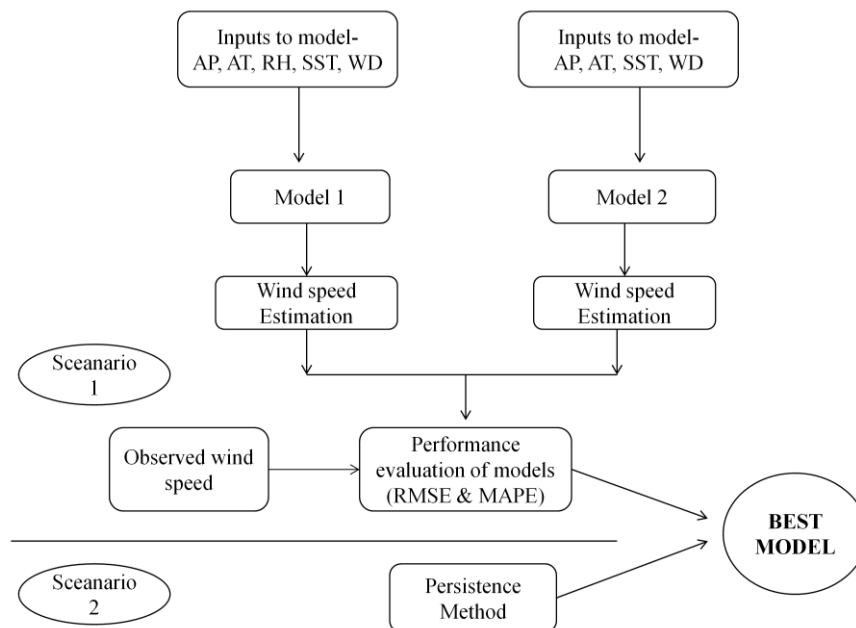 Inputs to model-
AP, AT, RH, SST, WD
Inputs to model-
AP, AT, SST, WD
Model 1
Model 2
Wind speed
Estimation
Wind speed
Estimation
Sceanario
1
Observed wind
speed
Performance
evaluation of models
(RMSE & MAPE)
BEST
MODEL
Sceanario
2
Persistence
Method